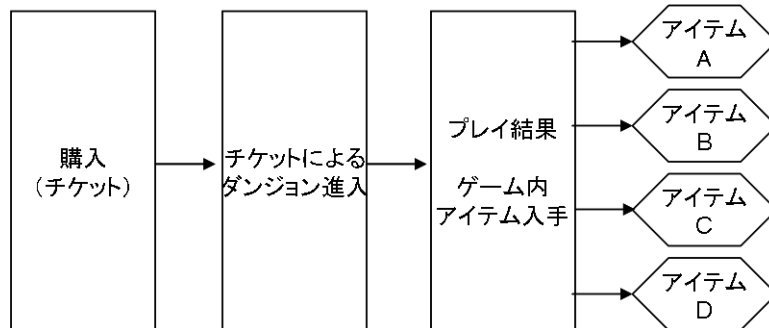 購入
(チケット)
チケットによる
ダンジョン進入
プレイ結果
ゲーム内
アイテム入手
アイテム
A
アイテム
B
アイテム
C
アイテム
D